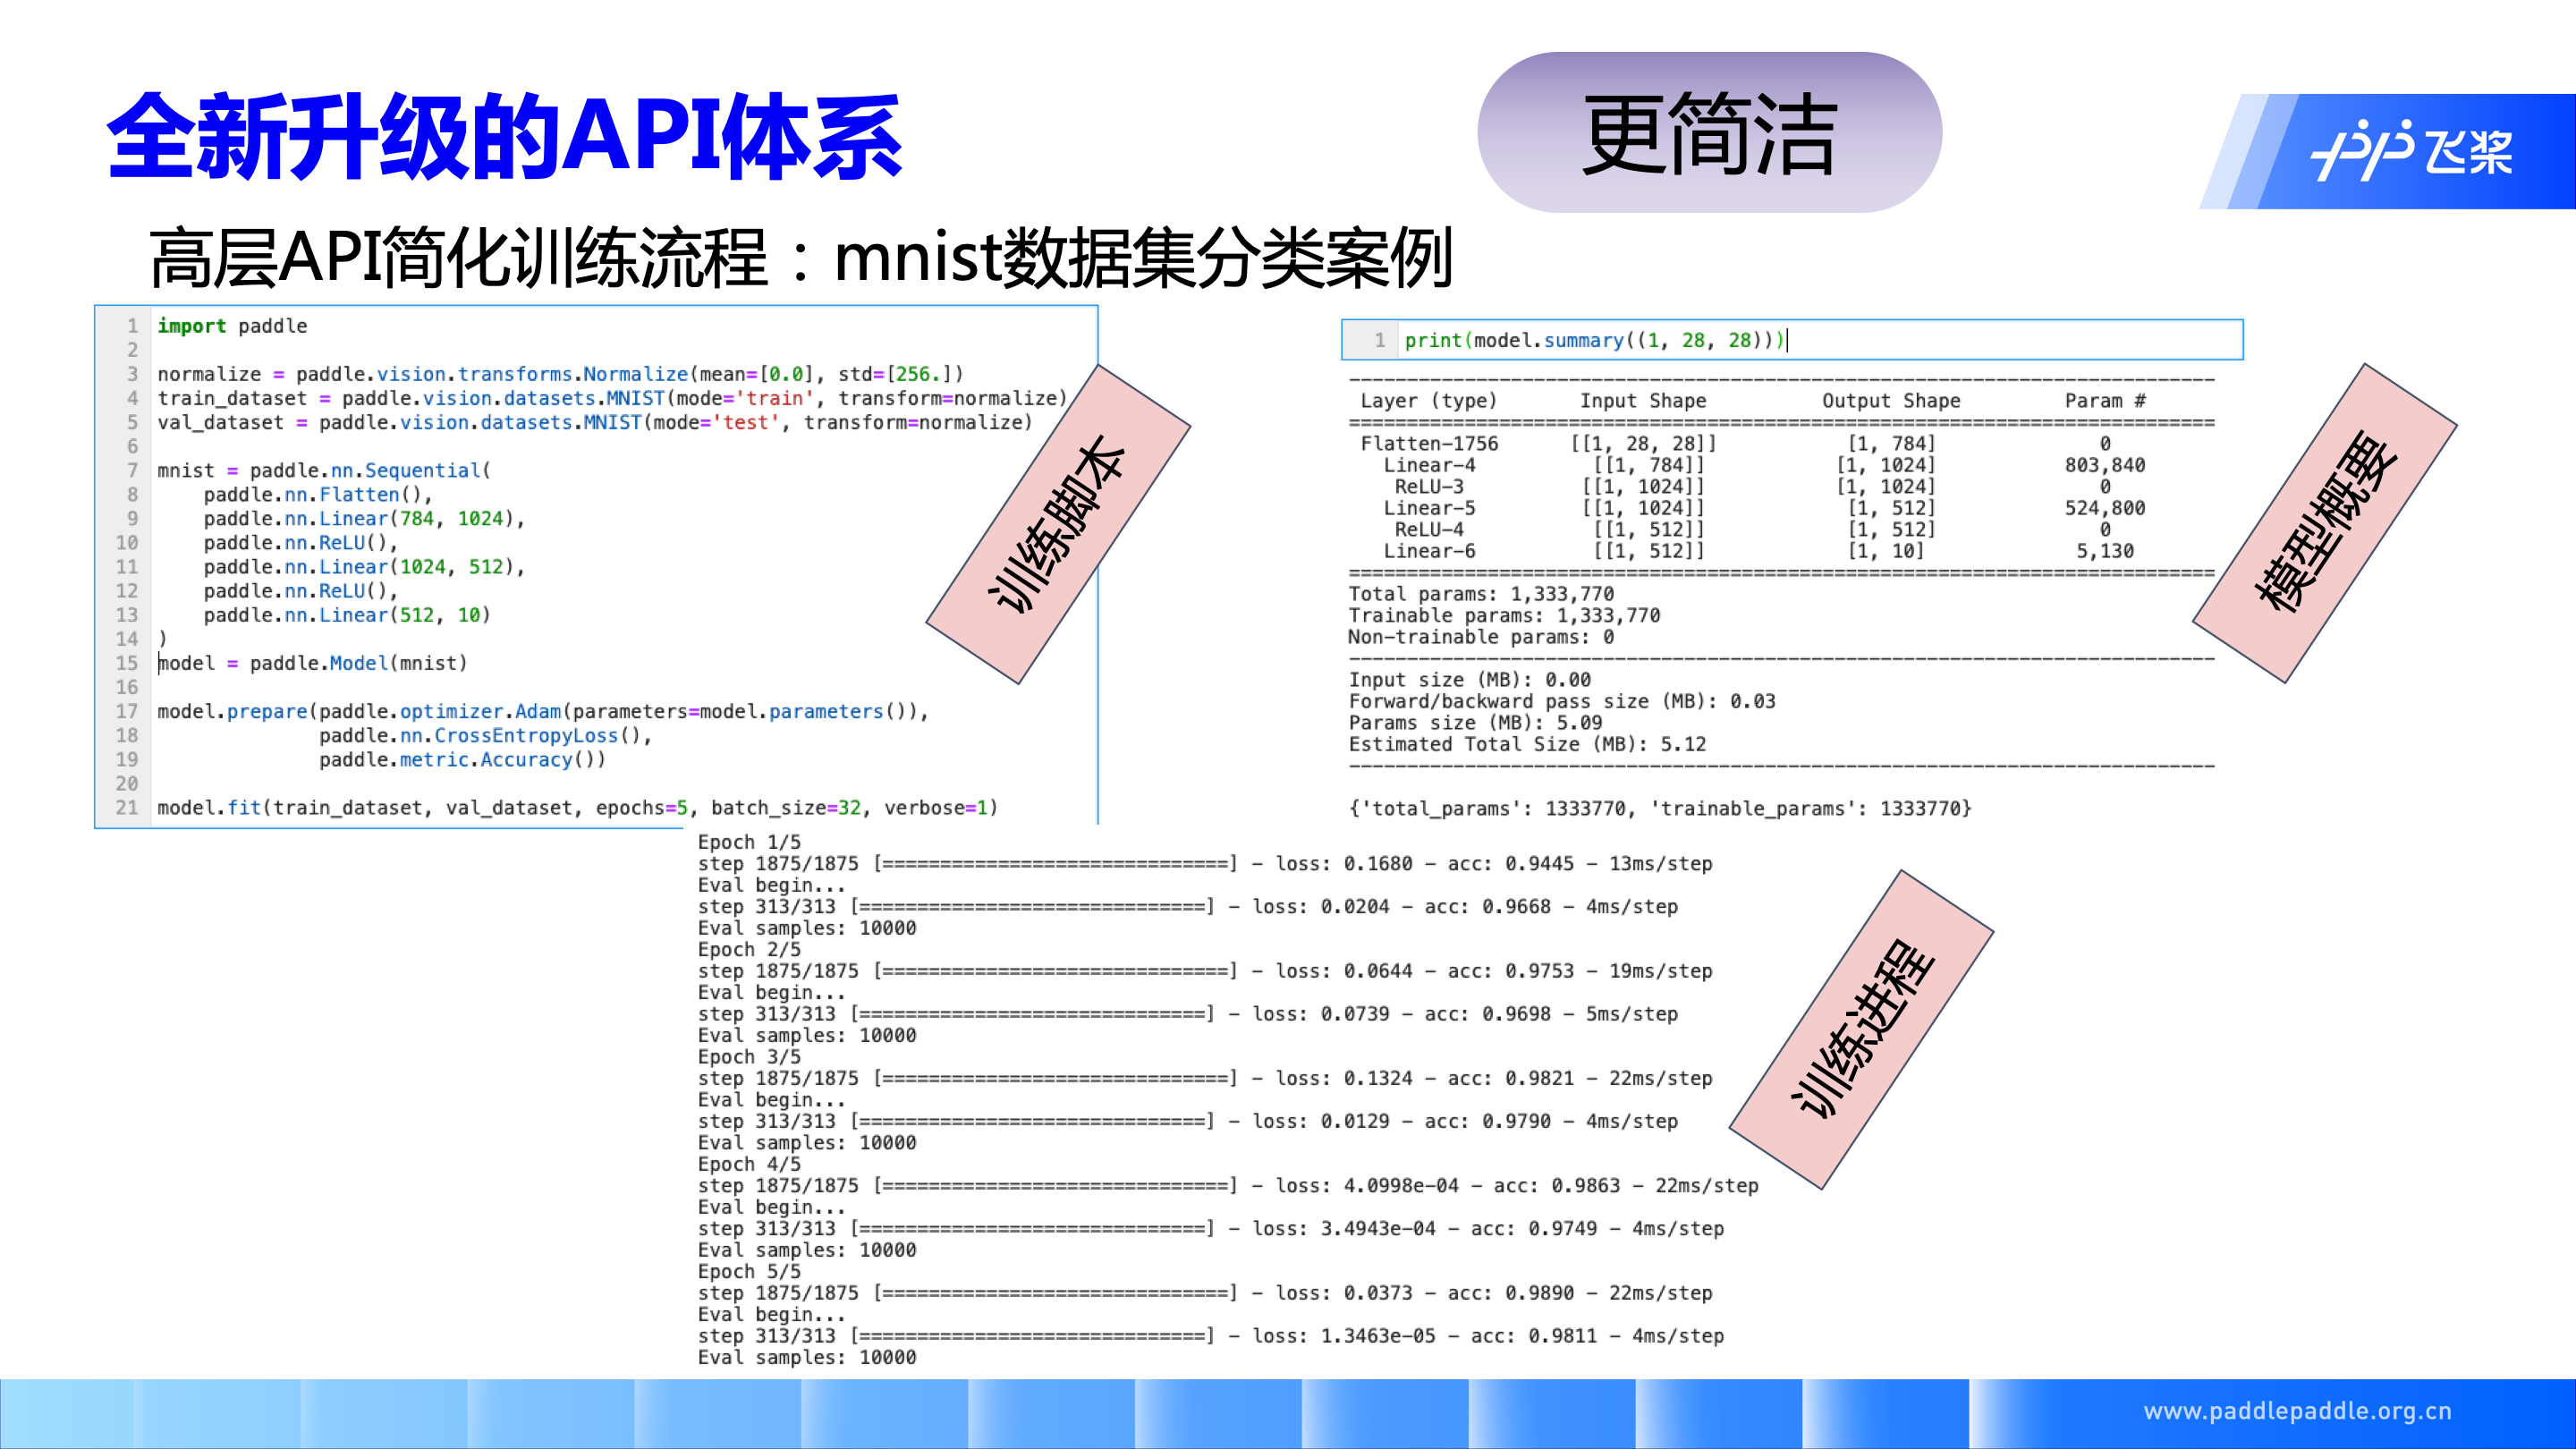 全新升级的API体系
更简洁
飞桨
高层API简化训练流程：mnist数据集分类案例
1 import paddle
2
3 normalize = paddle.vision.transforms.Normalize(mean=[0.0], std=[256.])
4 train_dataset = paddle.vision.datasets.MNIST(mode='train', transform=normalize)
5 val_dataset = paddle.vision.datasets.MNIST(mode='test', transform=normalize)
6
7 mnist = paddle.nn.Sequential(
8     paddle.nn.Flatten(),
9     paddle.nn.Linear(784, 1024),
10     paddle.nn.ReLU(),
11     paddle.nn.Linear(1024, 512),
12     paddle.nn.ReLU(),
13     paddle.nn.Linear(512, 10)
14 )
15 model = paddle.Model(mnist)
16
17 model.prepare(paddle.optimizer.Adam(parameters=model.parameters()),
18               paddle.nn.CrossEntropyLoss(),
19               paddle.metric.Accuracy())
20
21 model.fit(train_dataset, val_dataset, epochs=5, batch_size=32, verbose=1)
训练脚本
1 print(model.summary((1, 28, 28)))
Layer (type) Input Shape Output Shape Param #
Flatten-1756 [[1, 28, 28]] [1, 784] 0
Linear-4 [[1, 784]] [1, 1024] 803,840
ReLU-3 [[1, 1024]] [1, 1024] 0
Linear-5 [[1, 1024]] [1, 512] 524,800
ReLU-4 [[1, 512]] [1, 512] 0
Linear-6 [[1, 512]] [1, 10] 5,130
Total params: 1,333,770
Trainable params: 1,333,770
Non-trainable params: 0
Input size (MB): 0.00
Forward/backward pass size (MB): 0.03
Params size (MB): 5.09
Estimated Total Size (MB): 5.12
{'total_params': 1333770, 'trainable_params': 1333770}
模型概要
Epoch 1/5
step 1875/1875 [==============================] - loss: 0.1680 - acc: 0.9445 - 13ms/step
Eval begin...
step 313/313 [==============================] - loss: 0.0204 - acc: 0.9668 - 4ms/step
Eval samples: 10000
Epoch 2/5
step 1875/1875 [==============================] - loss: 0.0644 - acc: 0.9753 - 19ms/step
Eval begin...
step 313/313 [==============================] - loss: 0.0739 - acc: 0.9698 - 5ms/step
Eval samples: 10000
Epoch 3/5
step 1875/1875 [==============================] - loss: 0.1324 - acc: 0.9821 - 22ms/step
Eval begin...
step 313/313 [==============================] - loss: 0.0129 - acc: 0.9790 - 4ms/step
Eval samples: 10000
Epoch 4/5
step 1875/1875 [==============================] - loss: 4.0998e-04 - acc: 0.9863 - 22ms/step
Eval begin...
step 313/313 [==============================] - loss: 3.4943e-04 - acc: 0.9749 - 4ms/step
Eval samples: 10000
Epoch 5/5
step 1875/1875 [==============================] - loss: 0.0373 - acc: 0.9890 - 22ms/step
Eval begin...
step 313/313 [==============================] - loss: 1.3463e-05 - acc: 0.9811 - 4ms/step
Eval samples: 10000
训练进程
www.paddlepaddle.org.cn